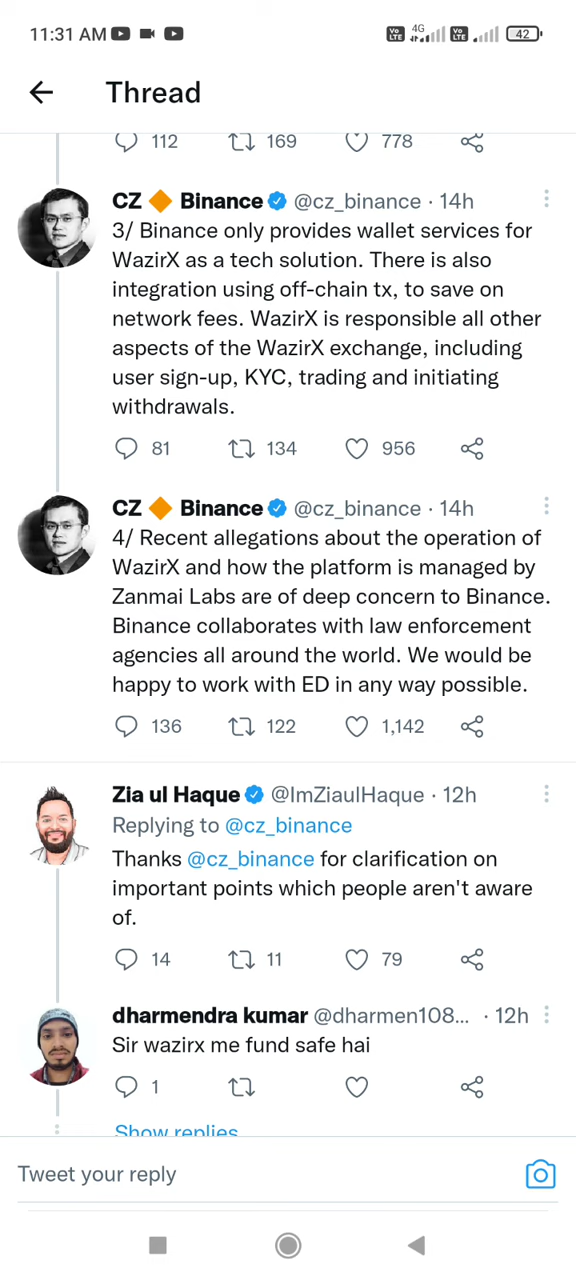 11:31 AM
Vo LTE 4G Vo LTE 42
Thread
112 169 778
CZ 🔶 Binance @cz_binance · 14h
3/ Binance only provides wallet services for
WazirX as a tech solution. There is also
integration using off-chain tx, to save on
network fees. WazirX is responsible all other
aspects of the WazirX exchange, including
user sign-up, KYC, trading and initiating
withdrawals.
81 134 956
CZ 🔶 Binance @cz_binance · 14h
4/ Recent allegations about the operation of
WazirX and how the platform is managed by
Zanmai Labs are of deep concern to Binance.
Binance collaborates with law enforcement
agencies all around the world. We would be
happy to work with ED in any way possible.
136 122 1,142
Zia ul Haque @ImZiaulHaque · 12h
Replying to @cz_binance
Thanks @cz_binance for clarification on
important points which people aren't aware
of.
14 11 79
dharmendra kumar @dharmen108... · 12h
Sir wazirx me fund safe hai
1
Show replies
Tweet your reply